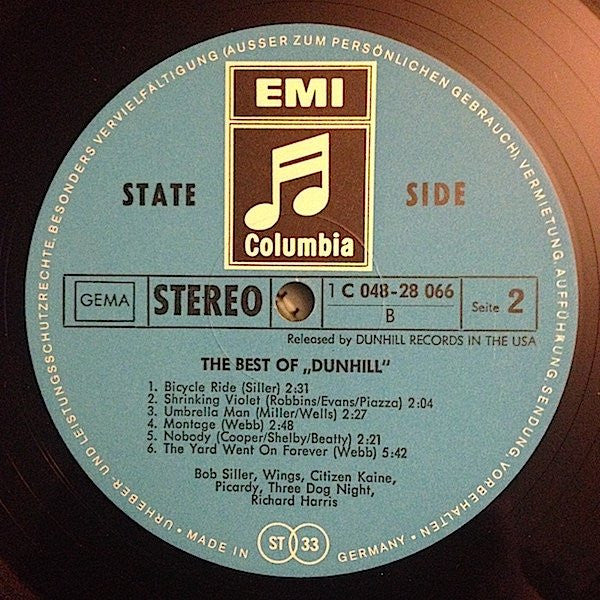 EMI
STATE SIDE
Columbia
GEMA STEREO 1 C 048-28 066 Seite 2
B
Released by DUNHILL RECORDS IN THE USA
THE BEST OF „DUNHILL"
1. Bicycle Ride (Siller) 2:31
2. Shrinking Violet (Robbins/Evans/Piazza) 2:04
3. Umbrella Man (Miller/Wells) 2:27
4. Montage (Webb) 2:48
5. Nobody (Cooper/Shelby/Beatty) 2:21
6. The Yard Went On Forever (Webb) 5:42
Bob Siller, Wings, Citizen Kaine,
Picardy, Three Dog Night,
Richard Harris
ST 33
URHEBER- UND LEISTUNGSSCHUTZRECHTE, BESONDERS VERVIELFÄLTIGUNG (AUSSER ZUM PERSÖNLICHEN GEBRAUCH), VERMIETUNG, AUFFÜHRUNG, SENDUNG VORBEHALTEN • MADE IN GERMANY •